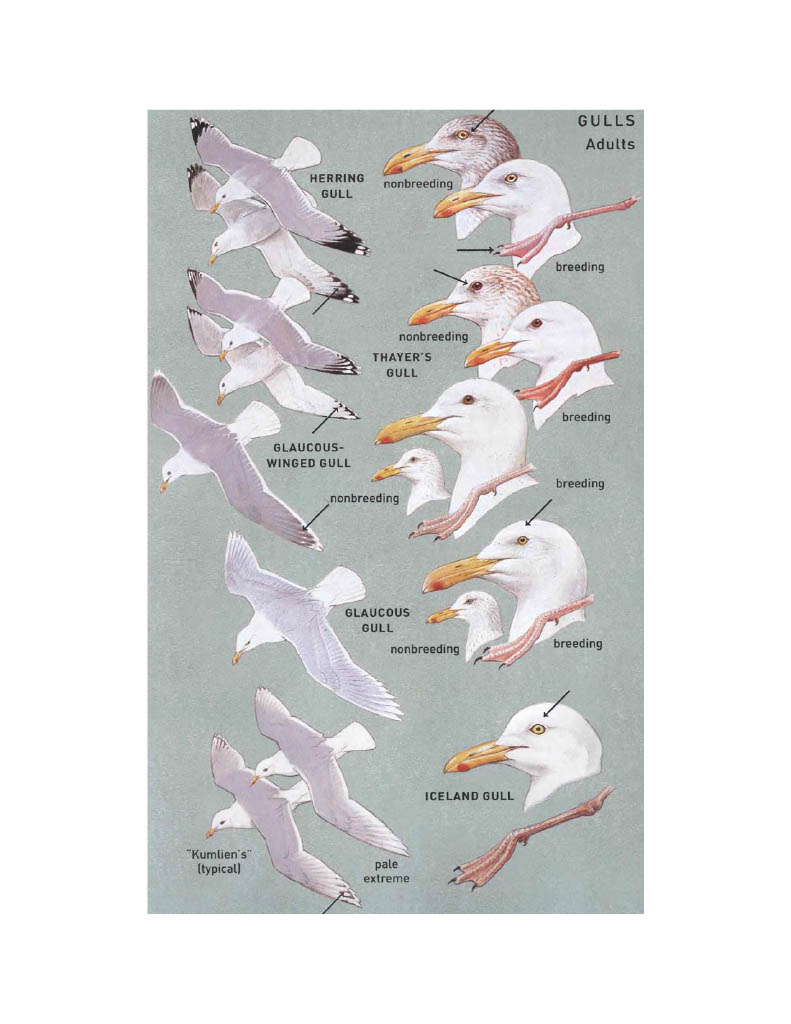 GULLS
Adults
HERRING
GULL
nonbreeding
breeding
nonbreeding
THAYER'S
GULL
breeding
GLAUCOUS-
WINGED GULL
nonbreeding
breeding
GLAUCOUS
GULL
nonbreeding
breeding
ICELAND GULL
"Kumlien's"
(typical)
pale
extreme